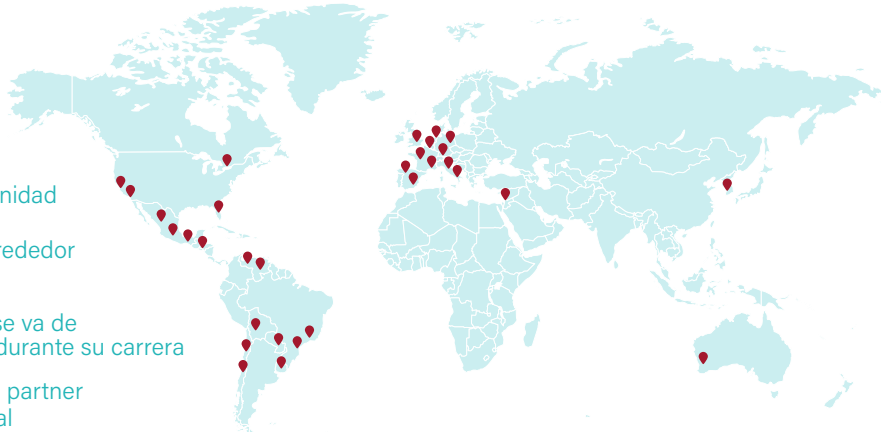 nidad
rededor
se va de
durante su carrera
partner
al